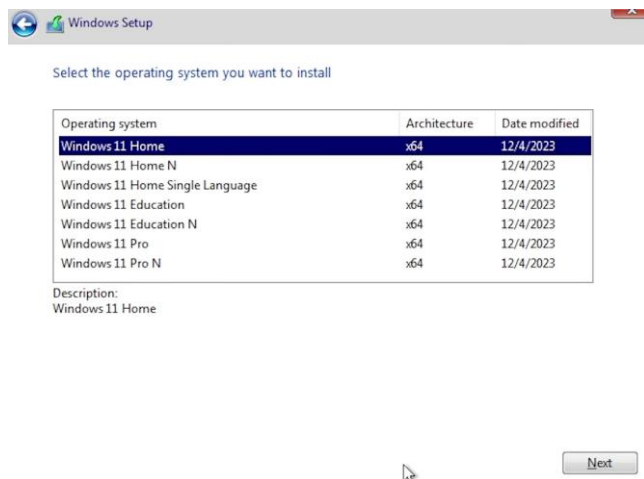 Windows Setup
Select the operating system you want to install
Operating system Architecture Date modified
Windows 11 Home x64 12/4/2023
Windows 11 Home N x64 12/4/2023
Windows 11 Home Single Language x64 12/4/2023
Windows 11 Education x64 12/4/2023
Windows 11 Education N x64 12/4/2023
Windows 11 Pro x64 12/4/2023
Windows 11 Pro N x64 12/4/2023
Description:
Windows 11 Home
Next